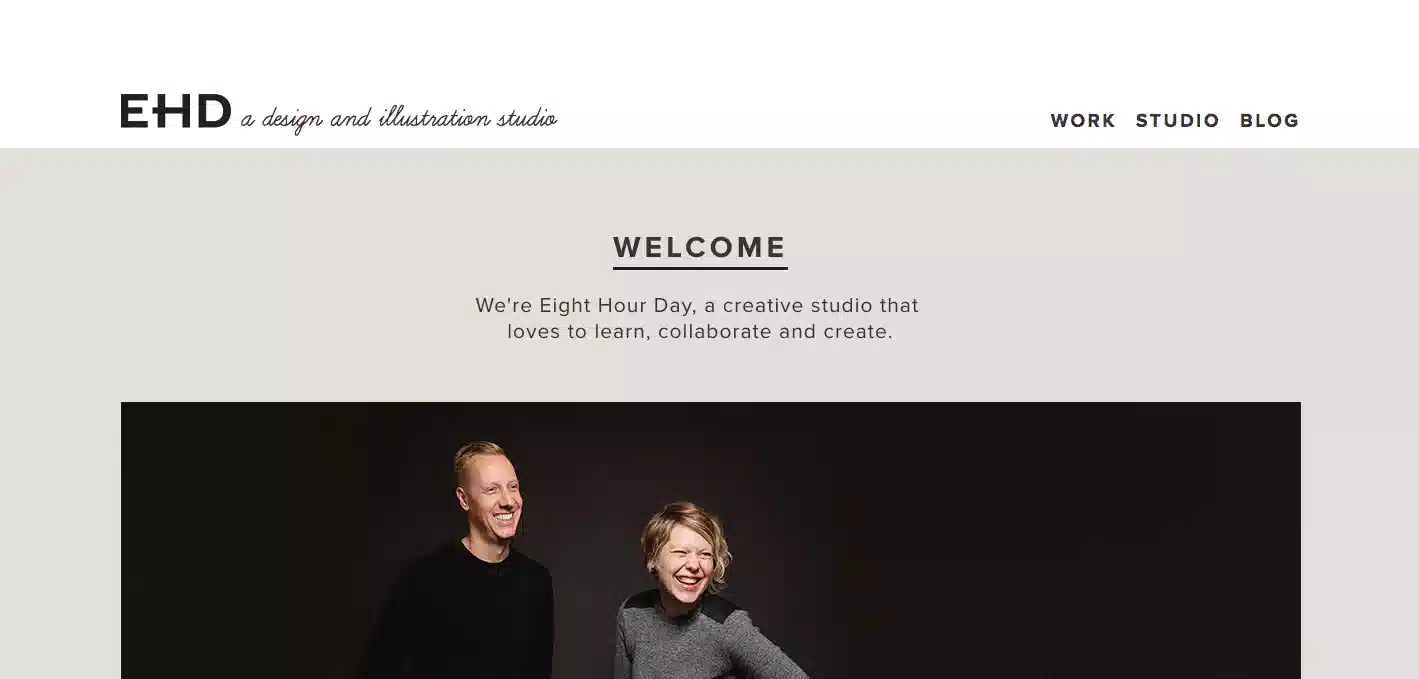 EHD a design and illustration studio
WORK STUDIO BLOG
WELCOME
We're Eight Hour Day, a creative studio that
loves to learn, collaborate and create.